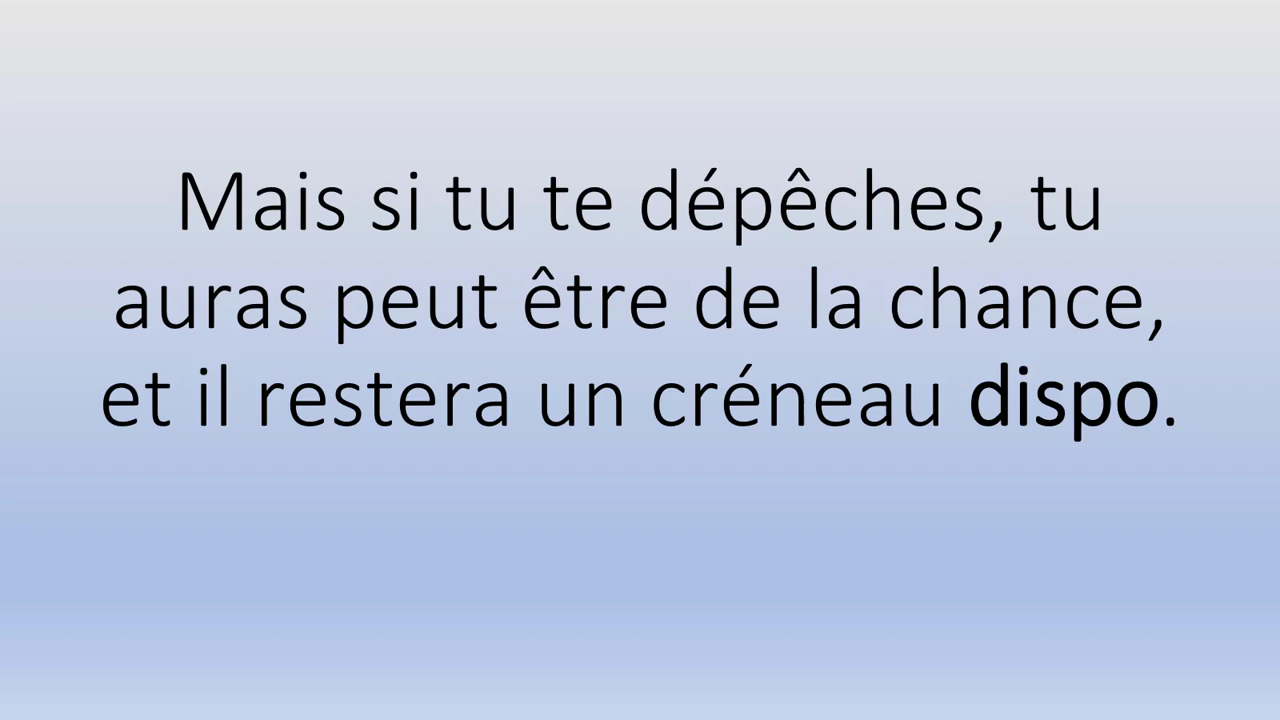 Mais si tu te dépêches, tu
auras peut être de la chance,
et il restera un créneau dispo.